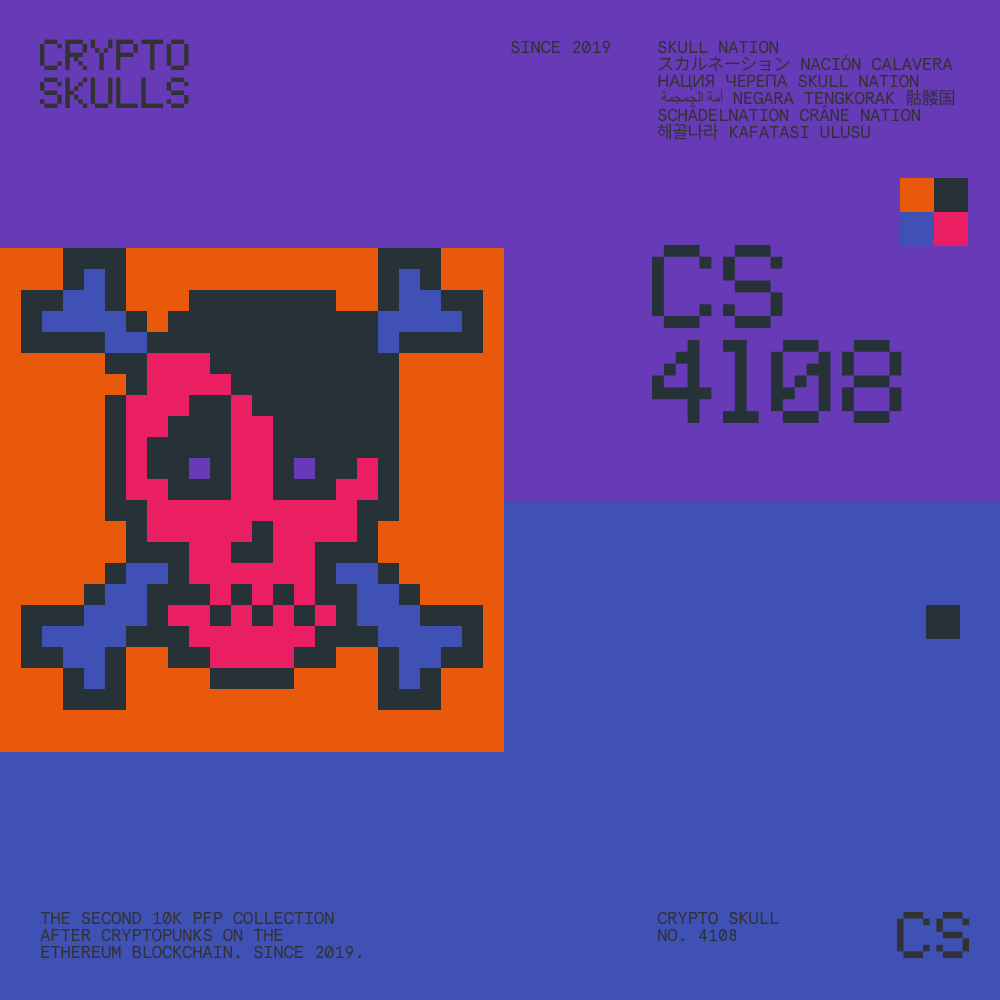 CRYPTO
SKULLS
SINCE 2019
SKULL NATION
スカルネーション NACIÓN CALAVERA
НАЦИЯ ЧЕРЕПА SKULL NATION
أمة الجمجمة NEGARA TENGKORAK 骷髅国
SCHÄDELNATION CRÂNE NATION
해골나라 KAFATASI ULUSU
CS
4108
THE SECOND 10K PFP COLLECTION
AFTER CRYPTOPUNKS ON THE
ETHEREUM BLOCKCHAIN. SINCE 2019.
CRYPTO SKULL
NO. 4108
CS